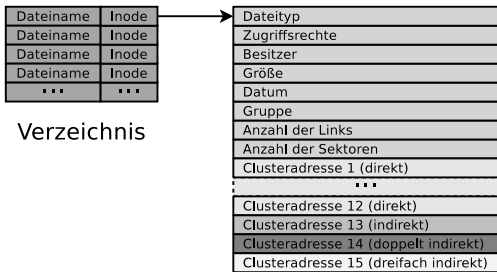 Dateiname Inode
Dateiname Inode
Dateiname Inode
Dateiname Inode
... ...
Verzeichnis
Dateityp
Zugriffsrechte
Besitzer
Größe
Datum
Gruppe
Anzahl der Links
Anzahl der Sektoren
Clusteradresse 1 (direkt)
...
Clusteradresse 12 (direkt)
Clusteradresse 13 (indirekt)
Clusteradresse 14 (doppelt indirekt)
Clusteradresse 15 (dreifach indirekt)